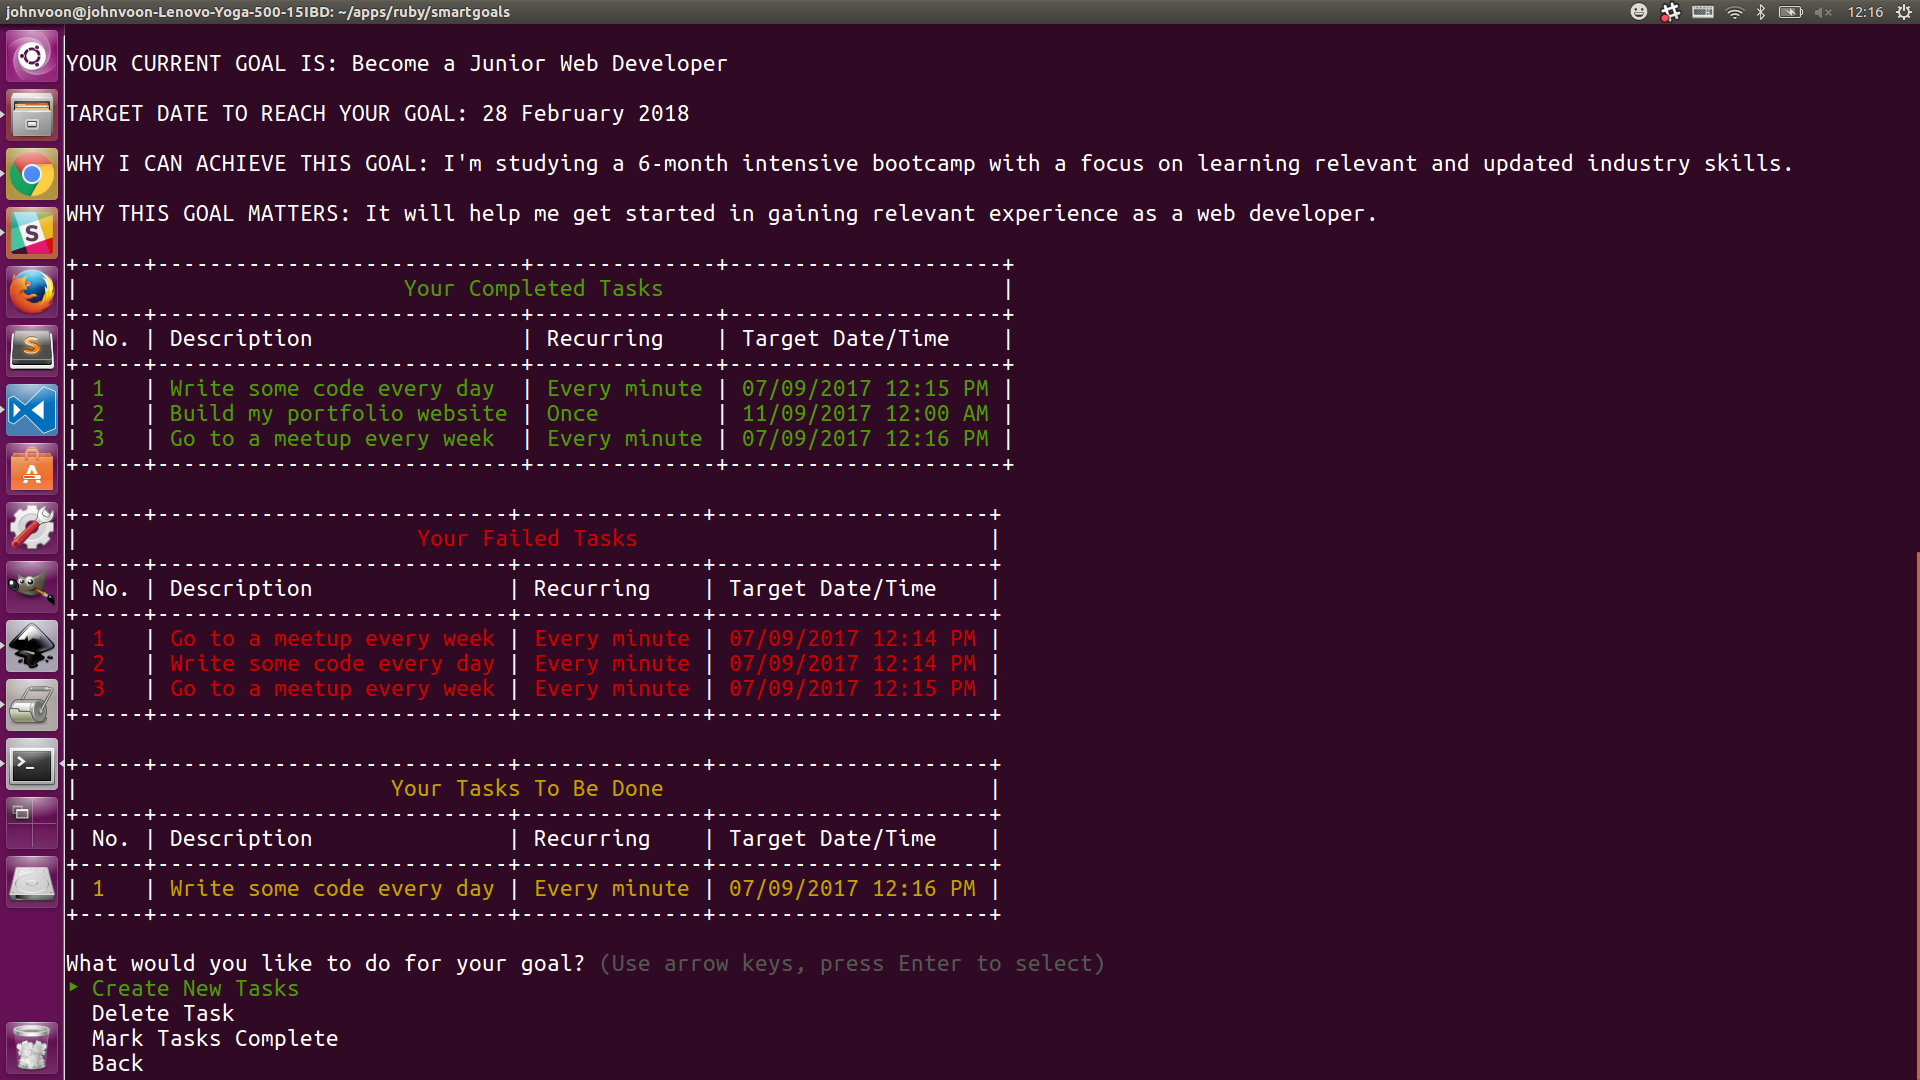 johnvoon@johnvoon-Lenovo-Yoga-500-15IBD: ~/apps/ruby/smartgoals 12:16
YOUR CURRENT GOAL IS: Become a Junior Web Developer
TARGET DATE TO REACH YOUR GOAL: 28 February 2018
WHY I CAN ACHIEVE THIS GOAL: I'm studying a 6-month intensive bootcamp with a focus on learning relevant and updated industry skills.
WHY THIS GOAL MATTERS: It will help me get started in gaining relevant experience as a web developer.
+-----+----------------------------+--------------+---------------------+
| Your Completed Tasks |
+-----+----------------------------+--------------+---------------------+
| No. | Description | Recurring | Target Date/Time |
+-----+----------------------------+--------------+---------------------+
| 1 | Write some code every day | Every minute | 07/09/2017 12:15 PM |
| 2 | Build my portfolio website | Once | 11/09/2017 12:00 AM |
| 3 | Go to a meetup every week | Every minute | 07/09/2017 12:16 PM |
+-----+----------------------------+--------------+---------------------+
+-----+---------------------------+--------------+---------------------+
| Your Failed Tasks |
+-----+---------------------------+--------------+---------------------+
| No. | Description | Recurring | Target Date/Time |
+-----+---------------------------+--------------+---------------------+
| 1 | Go to a meetup every week | Every minute | 07/09/2017 12:14 PM |
| 2 | Write some code every day | Every minute | 07/09/2017 12:14 PM |
| 3 | Go to a meetup every week | Every minute | 07/09/2017 12:15 PM |
+-----+---------------------------+--------------+---------------------+
+-----+---------------------------+--------------+---------------------+
| Your Tasks To Be Done |
+-----+---------------------------+--------------+---------------------+
| No. | Description | Recurring | Target Date/Time |
+-----+---------------------------+--------------+---------------------+
| 1 | Write some code every day | Every minute | 07/09/2017 12:16 PM |
+-----+---------------------------+--------------+---------------------+
What would you like to do for your goal? (Use arrow keys, press Enter to select)
‣ Create New Tasks
Delete Task
Mark Tasks Complete
Back